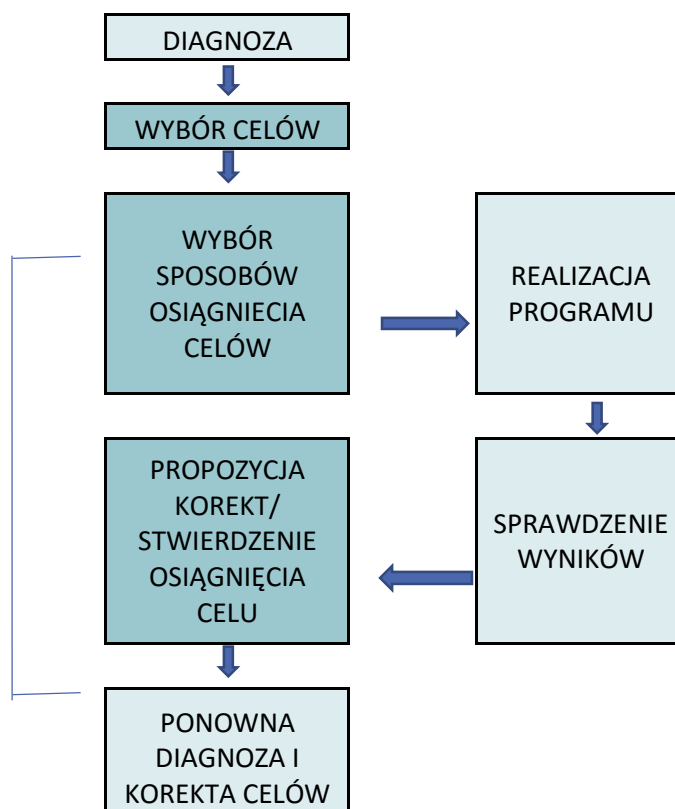 DIAGNOZA
WYBÓR CELÓW
WYBÓR
SPOSOBÓW
OSIĄGNIECIA
CELÓW
REALIZACJA
PROGRAMU
SPRAWDZENIE
WYNIKÓW
PROPOZYCJA
KOREKT/
STWIERDZENIE
OSIĄGNIĘCIA
CELU
PONOWNA
DIAGNOZA I
KOREKTA CELÓW